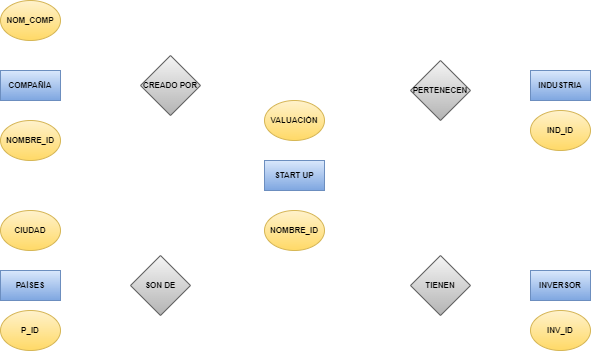 NOM_COMP
COMPAÑÍA
CREADO POR
PERTENECEN
INDUSTRIA
NOMBRE_ID
VALUACIÓN
IND_ID
START UP
CIUDAD
NOMBRE_ID
PAÍSES
SON DE
TIENEN
INVERSOR
P_ID
INV_ID